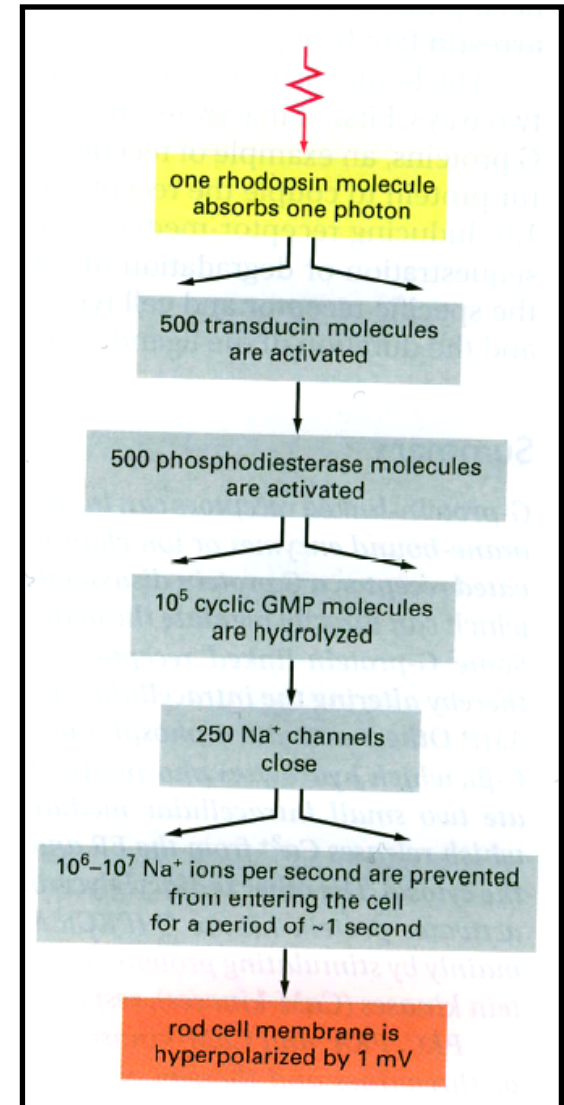 one rhodopsin molecule
absorbs one photon
500 transducin molecules
are activated
500 phosphodiesterase molecules
are activated
10⁵ cyclic GMP molecules
are hydrolyzed
250 Na⁺ channels
close
10⁶–10⁷ Na⁺ ions per second are prevented
from entering the cell
for a period of ~1 second
rod cell membrane is
hyperpolarized by 1 mV